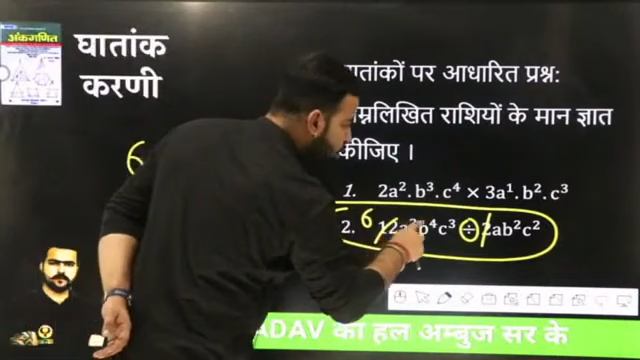 अंकगणित
घातांक
करणी
पर आधारित प्रश्न:
राशियों के मान ज्ञात
कीजिए ।
1. 2a².b³.c⁴ × 3a¹.b².c³
2. 6 12a b⁴c³ ÷ 2ab²c²
6
ADAV का हल अम्बुज सर के